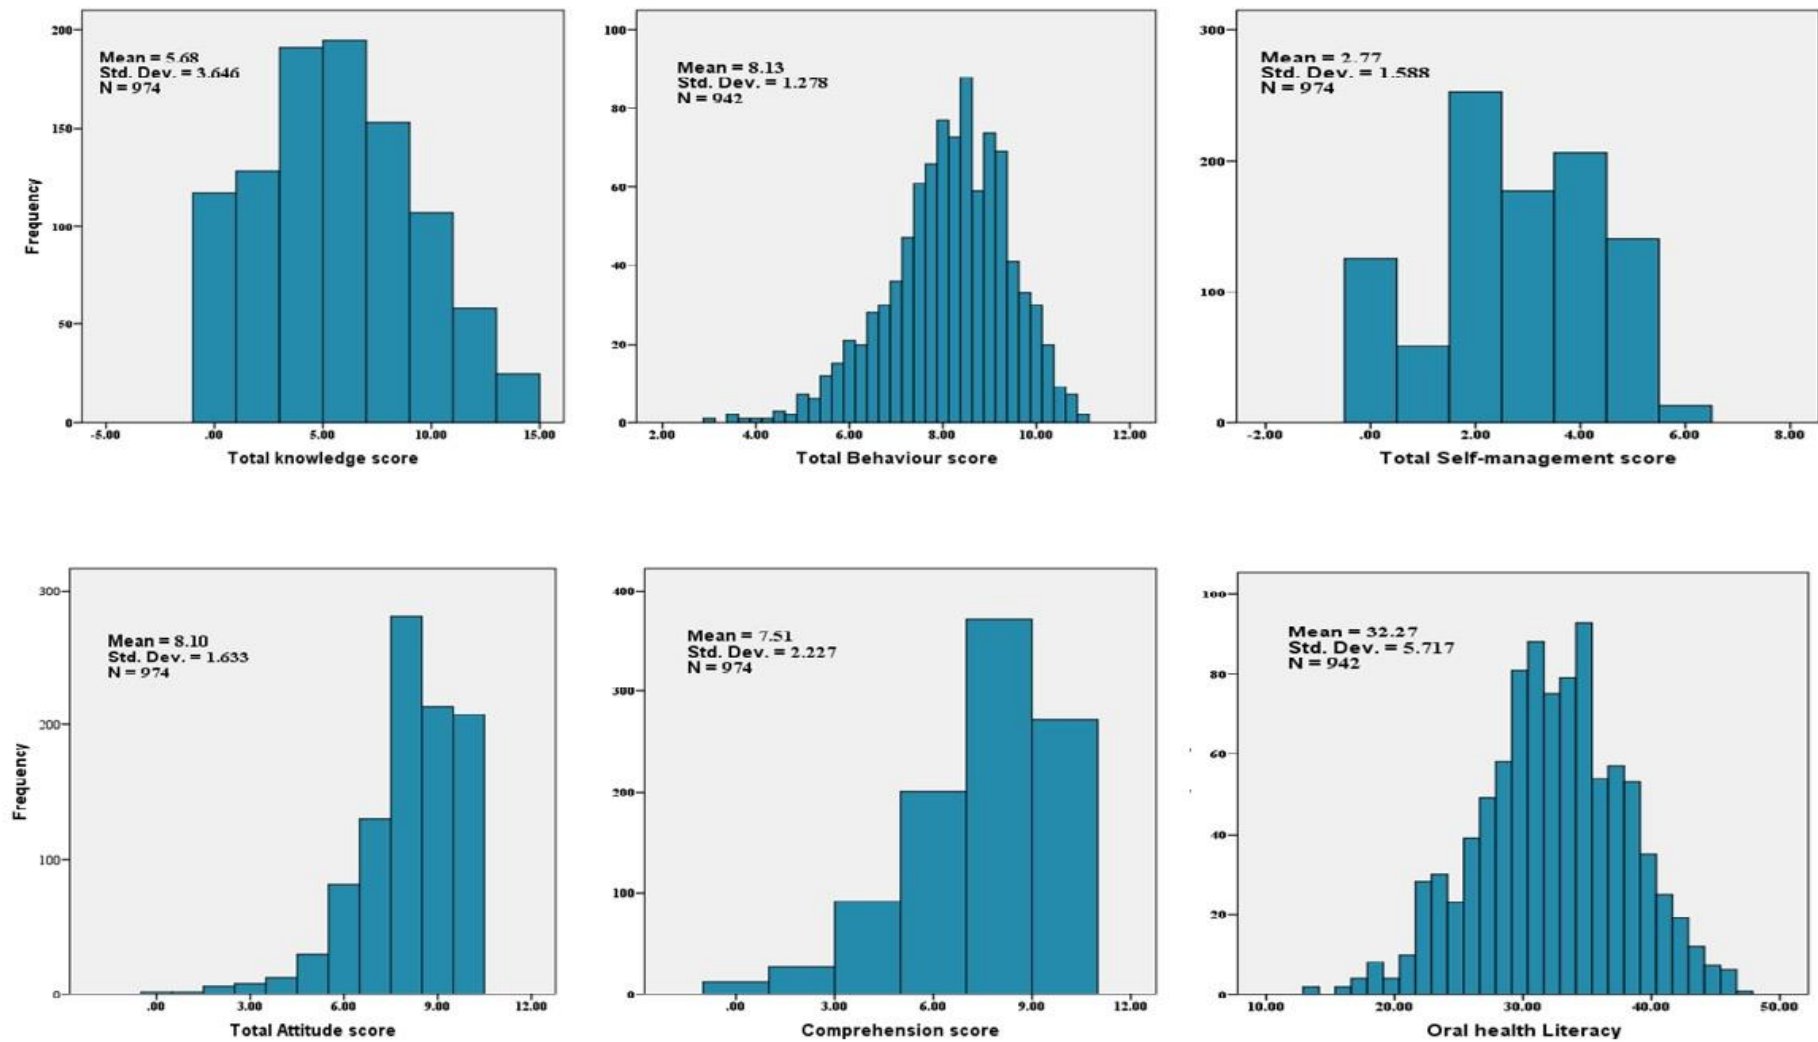 200
150
100
50
0
Frequency
Mean = 5.68
Std. Dev. = 3.646
N = 974
-5.00 .00 5.00 10.00 15.00
Total knowledge score
100
80
60
40
20
0
Mean = 8.13
Std. Dev. = 1.278
N = 942
2.00 4.00 6.00 8.00 10.00 12.00
Total Behaviour score
300
200
100
0
Mean = 2.77
Std. Dev. = 1.588
N = 974
-2.00 .00 2.00 4.00 6.00 8.00
Total Self-management score
300
200
100
0
Frequency
Mean = 8.10
Std. Dev. = 1.633
N = 974
.00 3.00 6.00 9.00 12.00
Total Attitude score
400
300
200
100
0
Mean = 7.51
Std. Dev. = 2.227
N = 974
.00 3.00 6.00 9.00 12.00
Comprehension score
100
80
60
40
20
0
Mean = 32.27
Std. Dev. = 5.717
N = 942
10.00 20.00 30.00 40.00 50.00
Oral health Literacy